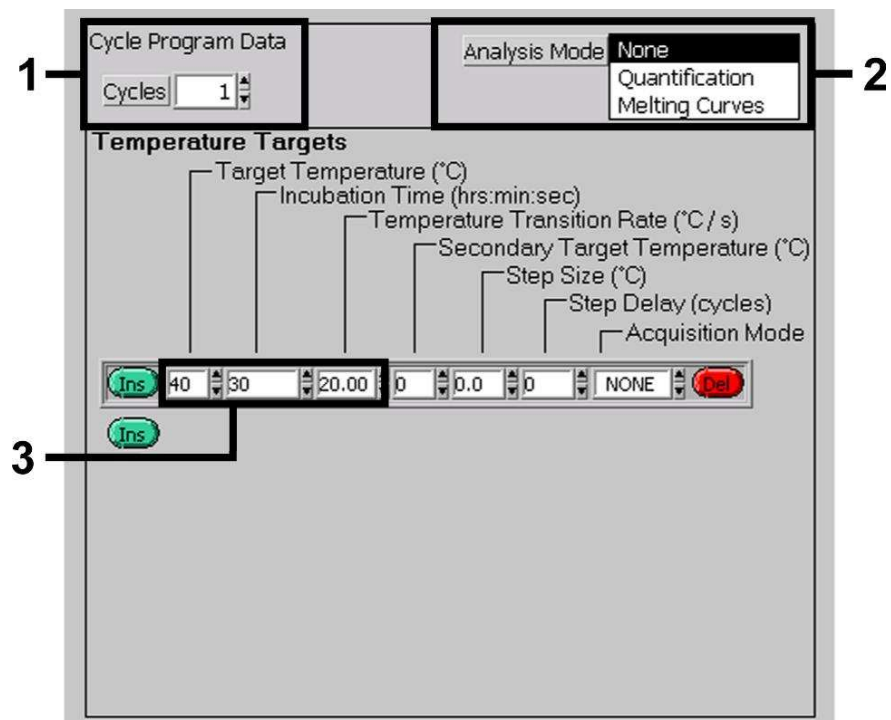 Cycle Program Data
Cycles 1
Analysis Mode None
Quantification
Melting Curves
1
2
Temperature Targets
Target Temperature (°C)
Incubation Time (hrs:min:sec)
Temperature Transition Rate (°C / s)
Secondary Target Temperature (°C)
Step Size (°C)
Step Delay (cycles)
Acquisition Mode
Ins 40 30 20.00 0 0.0 0 NONE Del
Ins
3